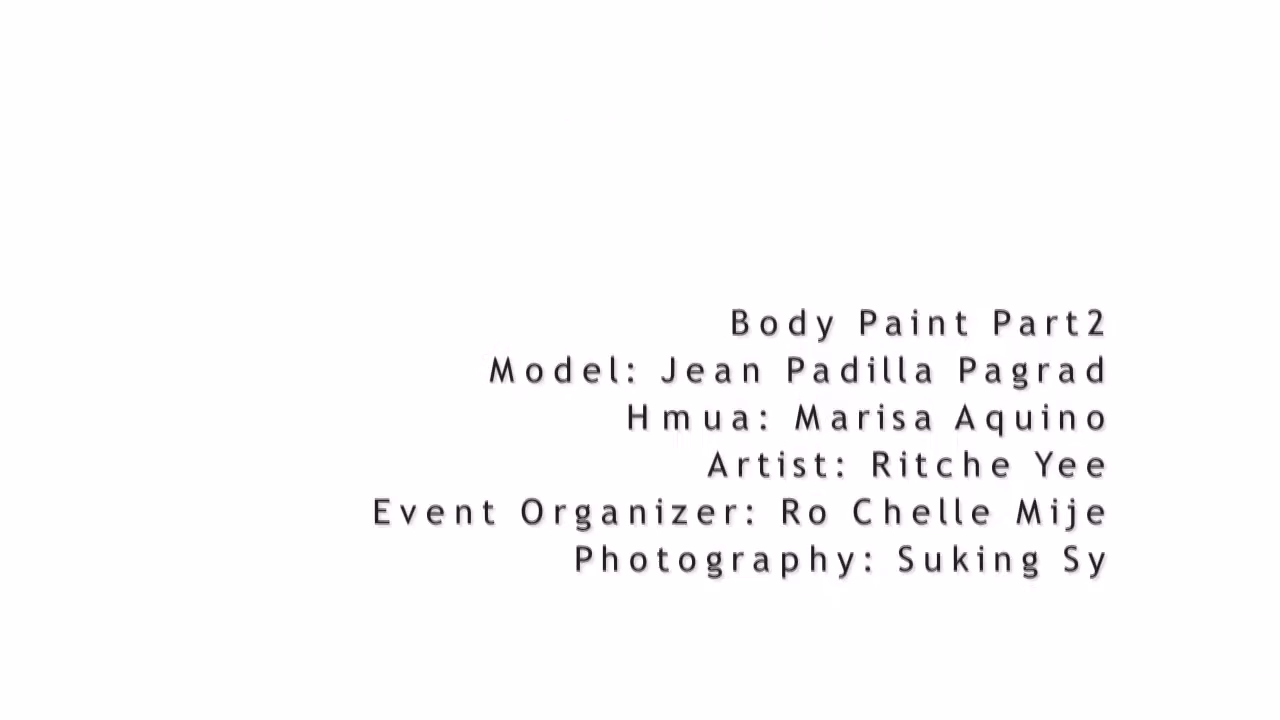 Body Paint Part2
Model: Jean Padilla Pagrad
Hmua: Marisa Aquino
Artist: Ritche Yee
Event Organizer: Ro Chelle Mije
Photography: Suking Sy